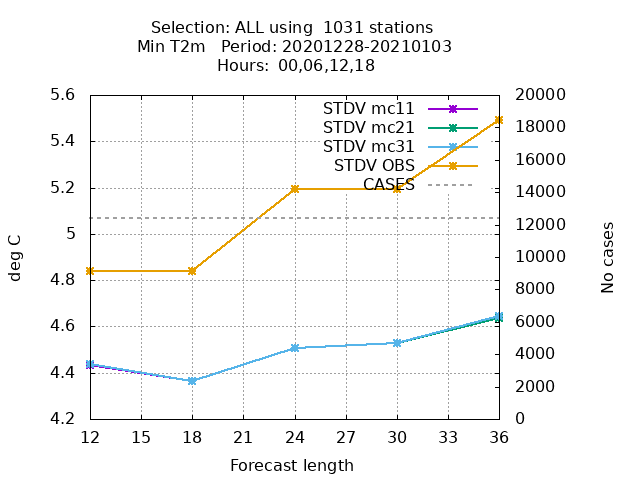 Selection: ALL using  1031 stations
Min T2m   Period: 20201228-20210103
Hours:  00,06,12,18
5.6
5.4
5.2
5
4.8
4.6
4.4
4.2
deg C
STDV mc11
STDV mc21
STDV mc31
STDV OBS
CASES
20000
18000
16000
14000
12000
10000
8000
6000
4000
2000
0
No cases
12 15 18 21 24 27 30 33 36
Forecast length